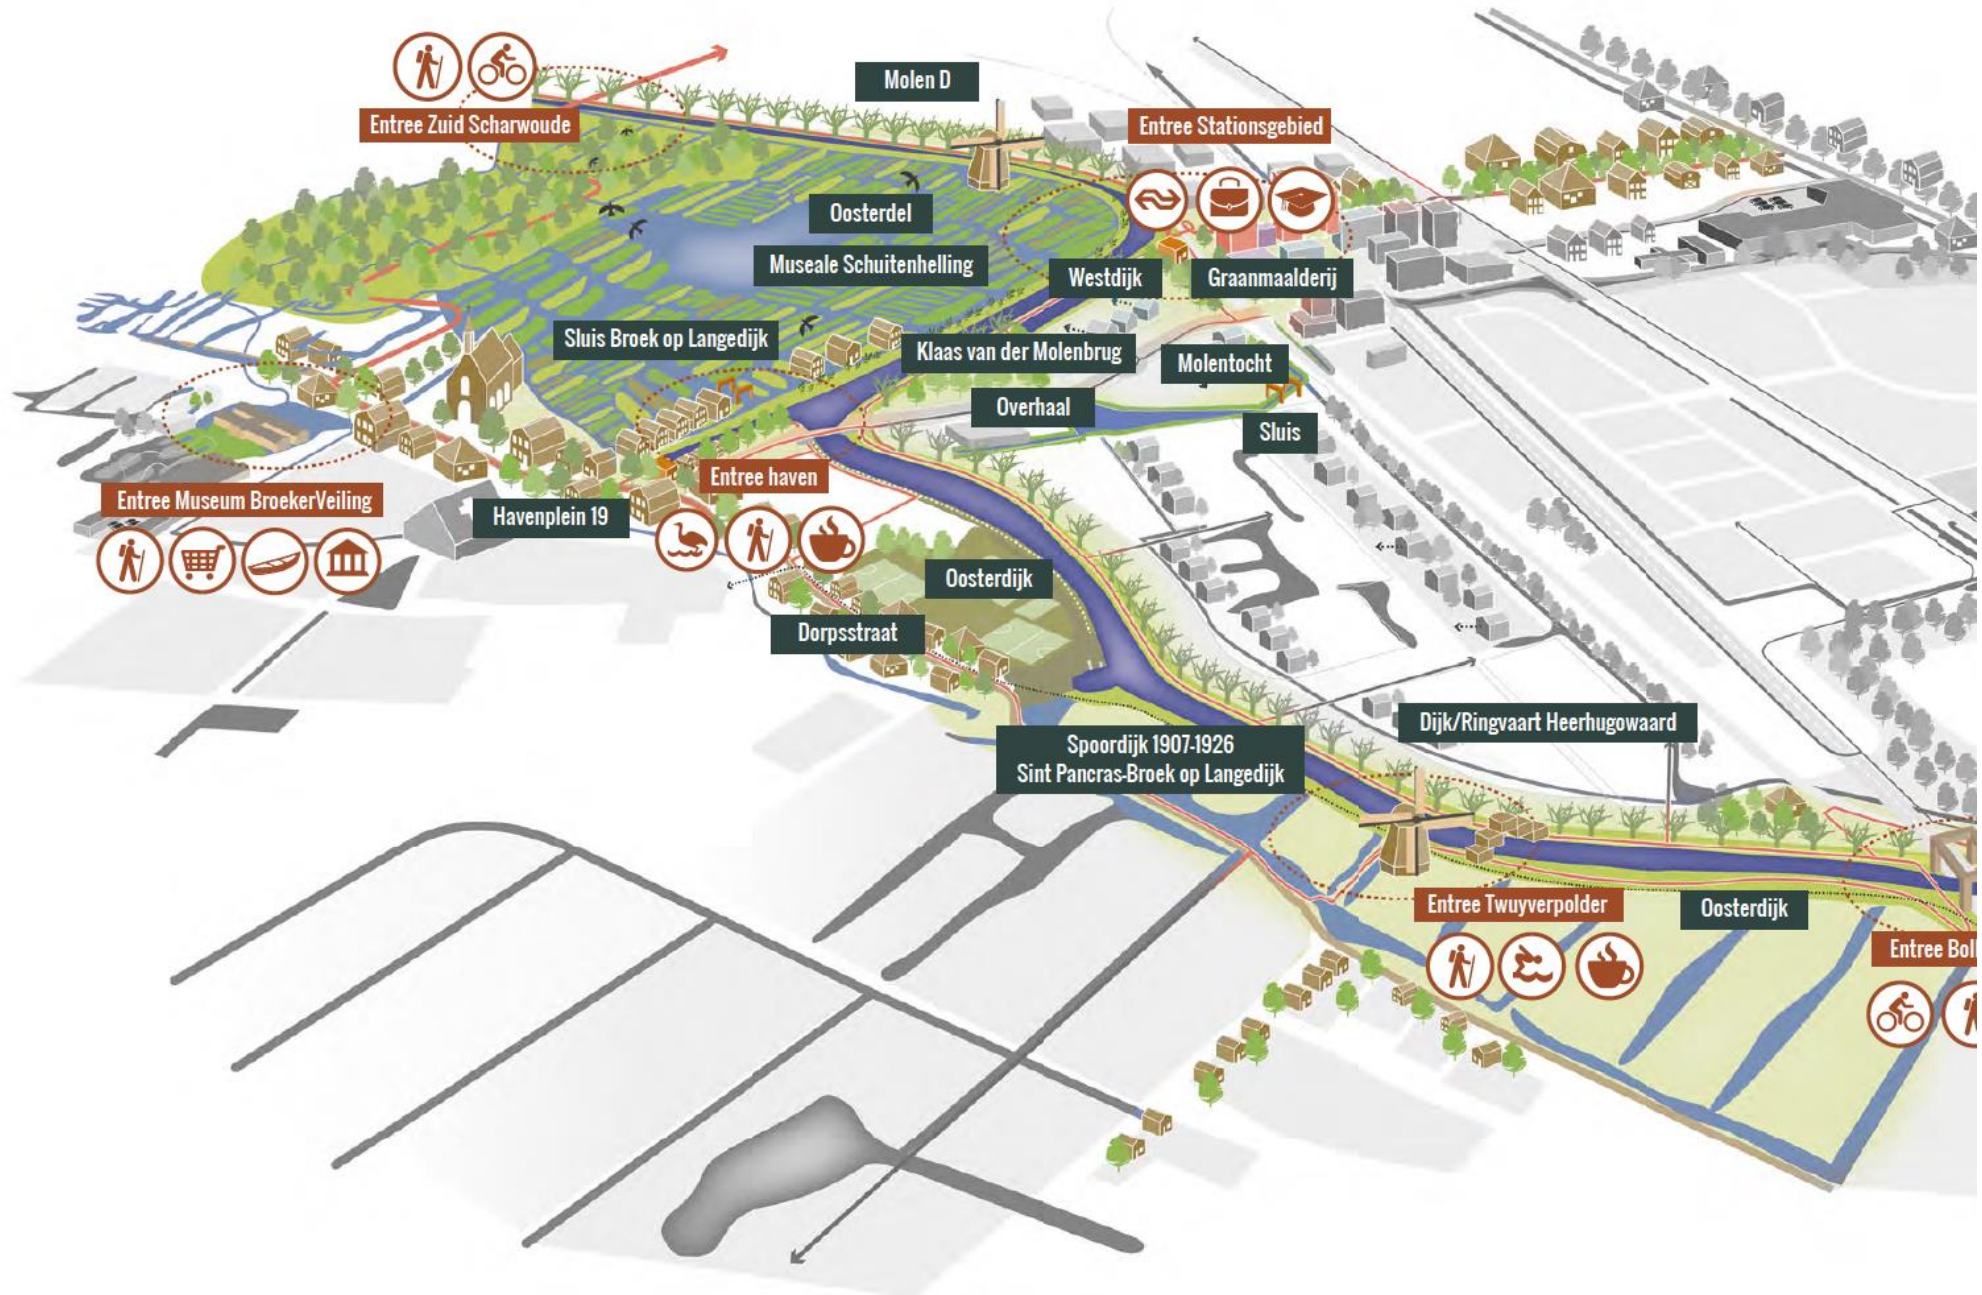 Molen D
Entree Zuid Scharwoude
Entree Stationsgebied
Oosterdel
Museale Schuitenhelling
Westdijk
Graanmaalderij
Sluis Broek op Langedijk
Klaas van der Molenbrug
Molentocht
Overhaal
Sluis
Entree haven
Entree Museum BroekerVeiling
Havenplein 19
Oosterdijk
Dorpsstraat
Dijk/Ringvaart Heerhugowaard
Spoordijk 1907-1926
Sint Pancras-Broek op Langedijk
Entree Twuyverpolder
Oosterdijk
Entree